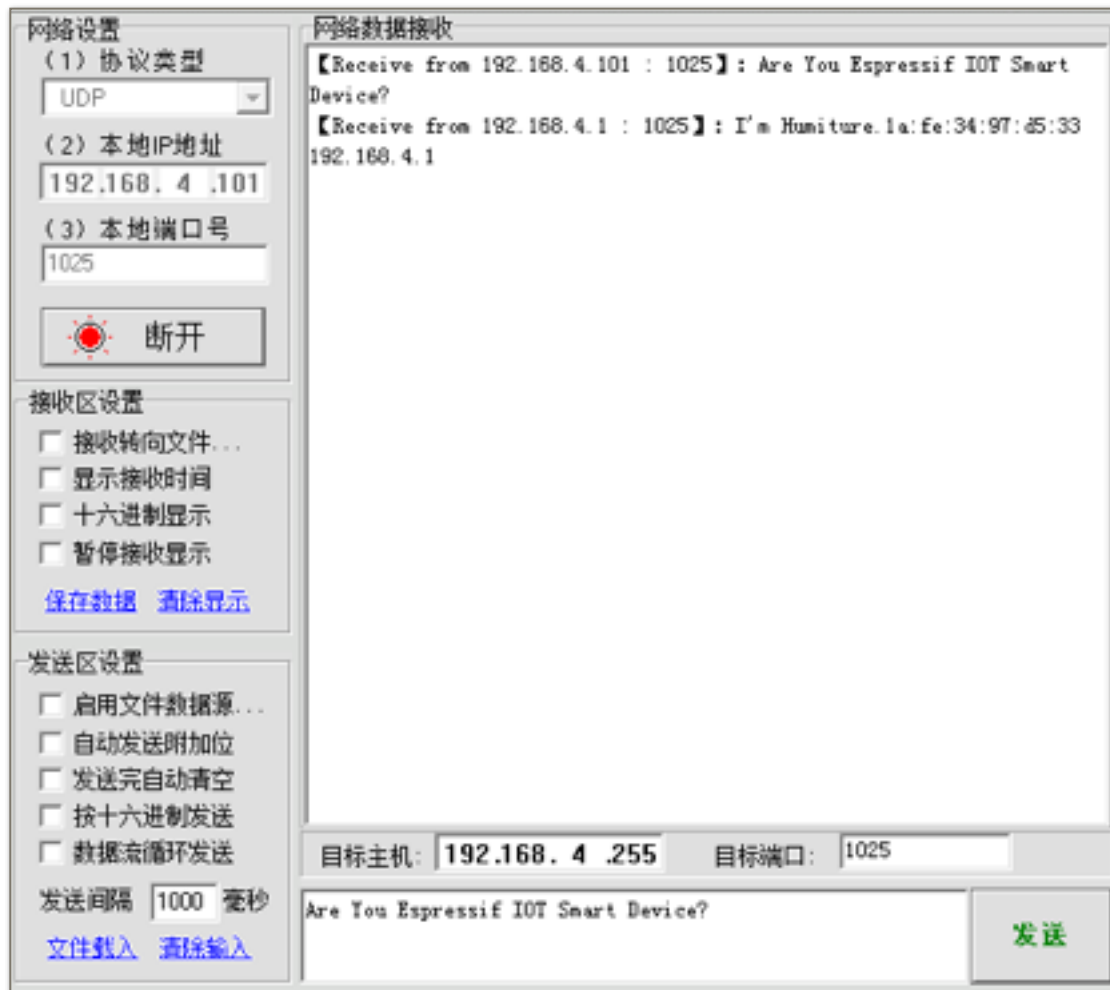 网络设置
(1) 协议类型
UDP
(2) 本地IP地址
192.168. 4 .101
(3) 本地端口号
1025
断开
接收区设置
接收转向文件...
显示接收时间
十六进制显示
暂停接收显示
保存数据 清除显示
发送区设置
启用文件数据源...
自动发送附加位
发送完自动清空
按十六进制发送
数据流循环发送
发送间隔 1000 毫秒
文件载入 清除输入
网络数据接收
【Receive from 192.168.4.101 : 1025】: Are You Espressif IOT Smart
Device?
【Receive from 192.168.4.1 : 1025】: I'm Humiture.1a:fe:34:97:d5:33
192.168.4.1
目标主机: 192.168. 4 .255 目标端口: 1025
Are You Espressif IOT Smart Device?
发送